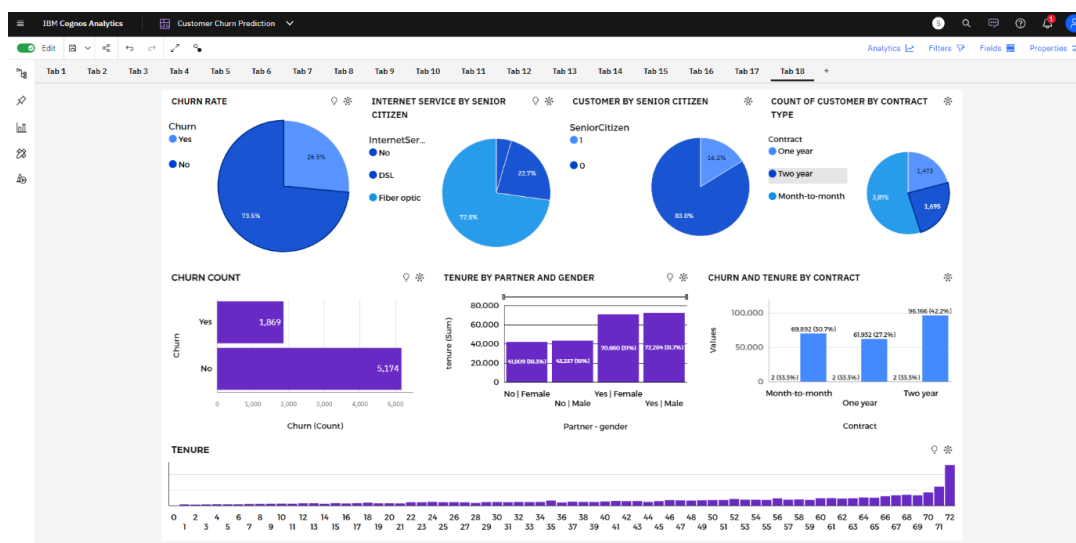 IBM Cognos Analytics
Customer Churn Prediction
Edit
Analytics
Filters
Fields
Properties
Tab 1 Tab 2 Tab 3 Tab 4 Tab 5 Tab 6 Tab 7 Tab 8 Tab 9 Tab 10 Tab 11 Tab 12 Tab 13 Tab 14 Tab 15 Tab 16 Tab 17 Tab 18 +
CHURN RATE
Churn
Yes
No
26.5%
73.5%
INTERNET SERVICE BY SENIOR
CITIZEN
InternetSer...
No
DSL
Fiber optic
22.7%
72.8%
CUSTOMER BY SENIOR CITIZEN
SeniorCitizen
1
0
16.2%
83.8%
COUNT OF CUSTOMER BY CONTRACT
TYPE
Contract
One year
Two year
Month-to-month
1,473
3,875
1,695
CHURN COUNT
Churn
Yes
1,869
No
5,174
0 1,000 2,000 3,000 4,000 5,000
Churn (Count)
TENURE BY PARTNER AND GENDER
tenure (Sum)
80,000
60,000
40,000
20,000
0
41,809 (18.3%) 43,237 (19%) 70,660 (31%) 72,284 (31.7%)
No | Female Yes | Female
No | Male Yes | Male
Partner - gender
CHURN AND TENURE BY CONTRACT
Values
100,000
50,000
0
69,892 (30.7%)
61,932 (27.2%)
96,166 (42.2%)
2 (33.3%) 2 (33.3%) 2 (33.3%)
Month-to-month Two year
One year
Contract
TENURE
0 2 4 6 8 10 12 14 16 18 20 22 24 26 28 30 32 34 36 38 40 42 44 46 48 50 52 54 56 58 60 62 64 66 68 70 72
1 3 5 7 9 11 13 15 17 19 21 23 25 27 29 31 33 35 37 39 41 43 45 47 49 51 53 55 57 59 61 63 65 67 69 71